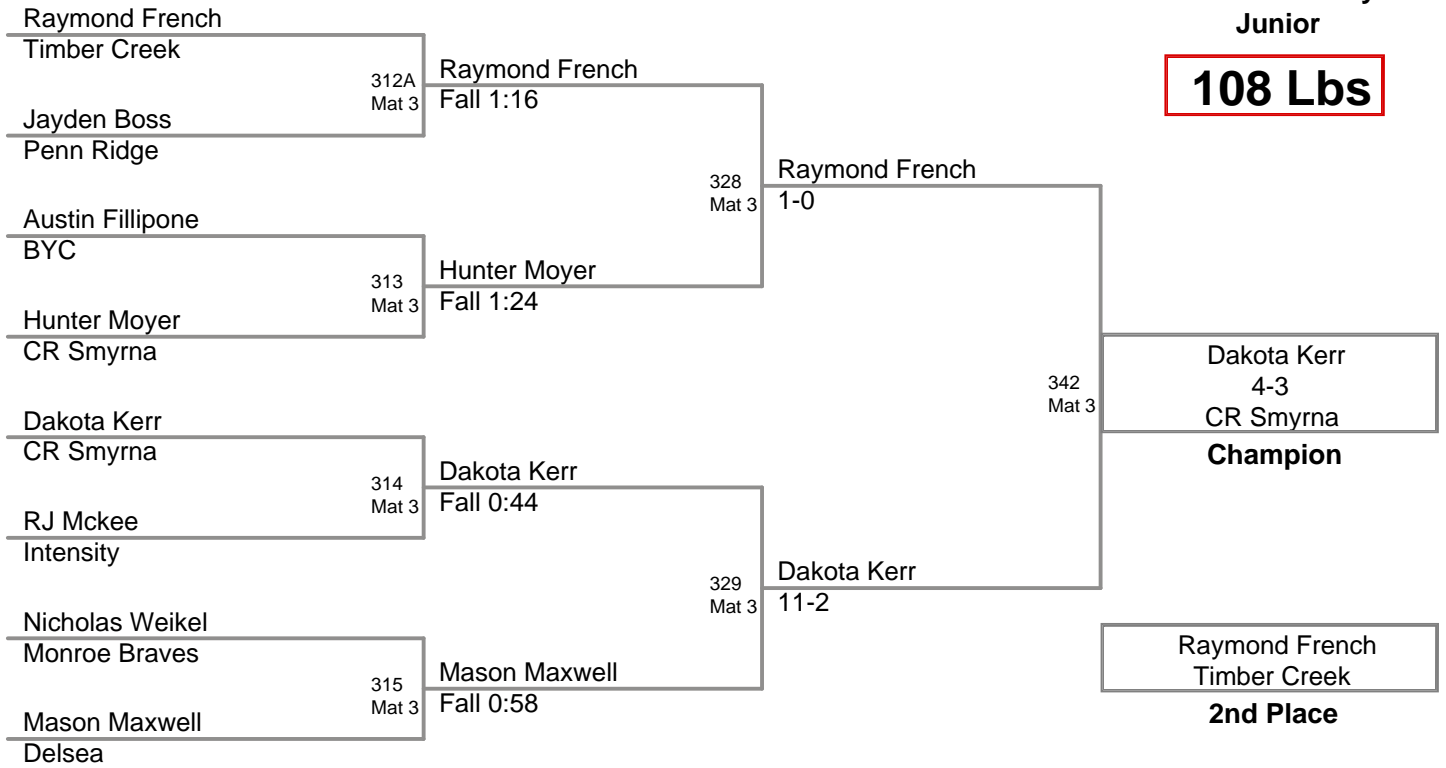 Junior
108 Lbs
Raymond French
Timber Creek
312A
Mat 3
Jayden Boss
Penn Ridge
Raymond French
Fall 1:16
Austin Fillipone
BYC
313
Mat 3
Hunter Moyer
CR Smyrna
Hunter Moyer
Fall 1:24
328
Mat 3
Raymond French
1-0
Dakota Kerr
CR Smyrna
314
Mat 3
RJ Mckee
Intensity
Dakota Kerr
Fall 0:44
Nicholas Weikel
Monroe Braves
315
Mat 3
Mason Maxwell
Delsea
Mason Maxwell
Fall 0:58
329
Mat 3
Dakota Kerr
11-2
342
Mat 3
Dakota Kerr
4-3
CR Smyrna
Champion
Raymond French
Timber Creek
2nd Place